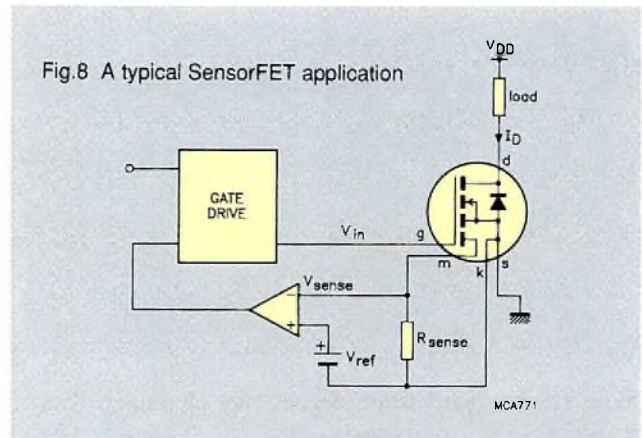 Fig.8 A typical SensorFET application
VDD
load
ID
d
GATE
DRIVE
Vin
g
m
k
s
Vsense
-
+
+
Vref
Rsense
MCA771